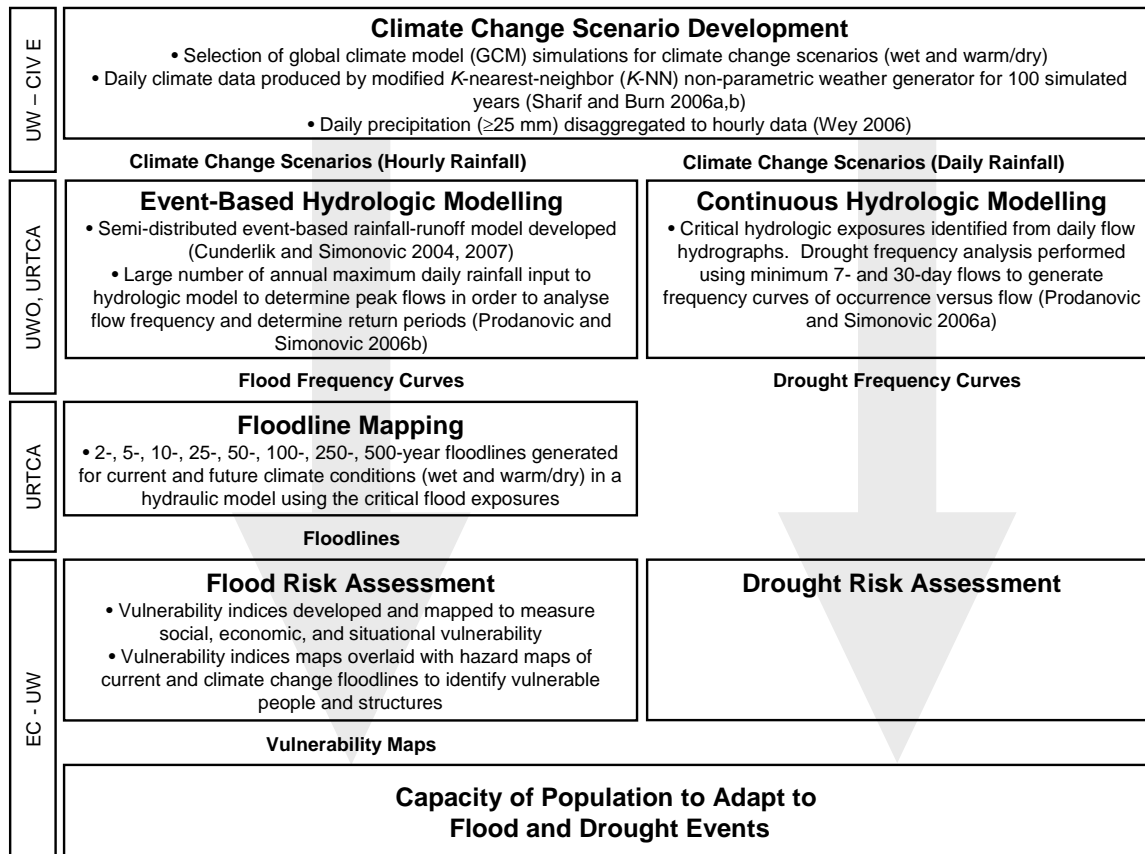 UW – CIV E
Climate Change Scenario Development
• Selection of global climate model (GCM) simulations for climate change scenarios (wet and warm/dry)
• Daily climate data produced by modified K-nearest-neighbor (K-NN) non-parametric weather generator for 100 simulated
years (Sharif and Burn 2006a,b)
• Daily precipitation (≥25 mm) disaggregated to hourly data (Wey 2006)
Climate Change Scenarios (Hourly Rainfall)
Climate Change Scenarios (Daily Rainfall)
UWO, URTCA
Event-Based Hydrologic Modelling
• Semi-distributed event-based rainfall-runoff model developed
(Cunderlik and Simonovic 2004, 2007)
• Large number of annual maximum daily rainfall input to
hydrologic model to determine peak flows in order to analyse
flow frequency and determine return periods (Prodanovic and
Simonovic 2006b)
Continuous Hydrologic Modelling
• Critical hydrologic exposures identified from daily flow
hydrographs.  Drought frequency analysis performed
using minimum 7- and 30-day flows to generate
frequency curves of occurrence versus flow (Prodanovic
and Simonovic 2006a)
Flood Frequency Curves
Drought Frequency Curves
URTCA
Floodline Mapping
• 2-, 5-, 10-, 25-, 50-, 100-, 250-, 500-year floodlines generated
for current and future climate conditions (wet and warm/dry) in a
hydraulic model using the critical flood exposures
Floodlines
EC - UW
Flood Risk Assessment
• Vulnerability indices developed and mapped to measure
social, economic, and situational vulnerability
• Vulnerability indices maps overlaid with hazard maps of
current and climate change floodlines to identify vulnerable
people and structures
Drought Risk Assessment
Vulnerability Maps
Capacity of Population to Adapt to
Flood and Drought Events